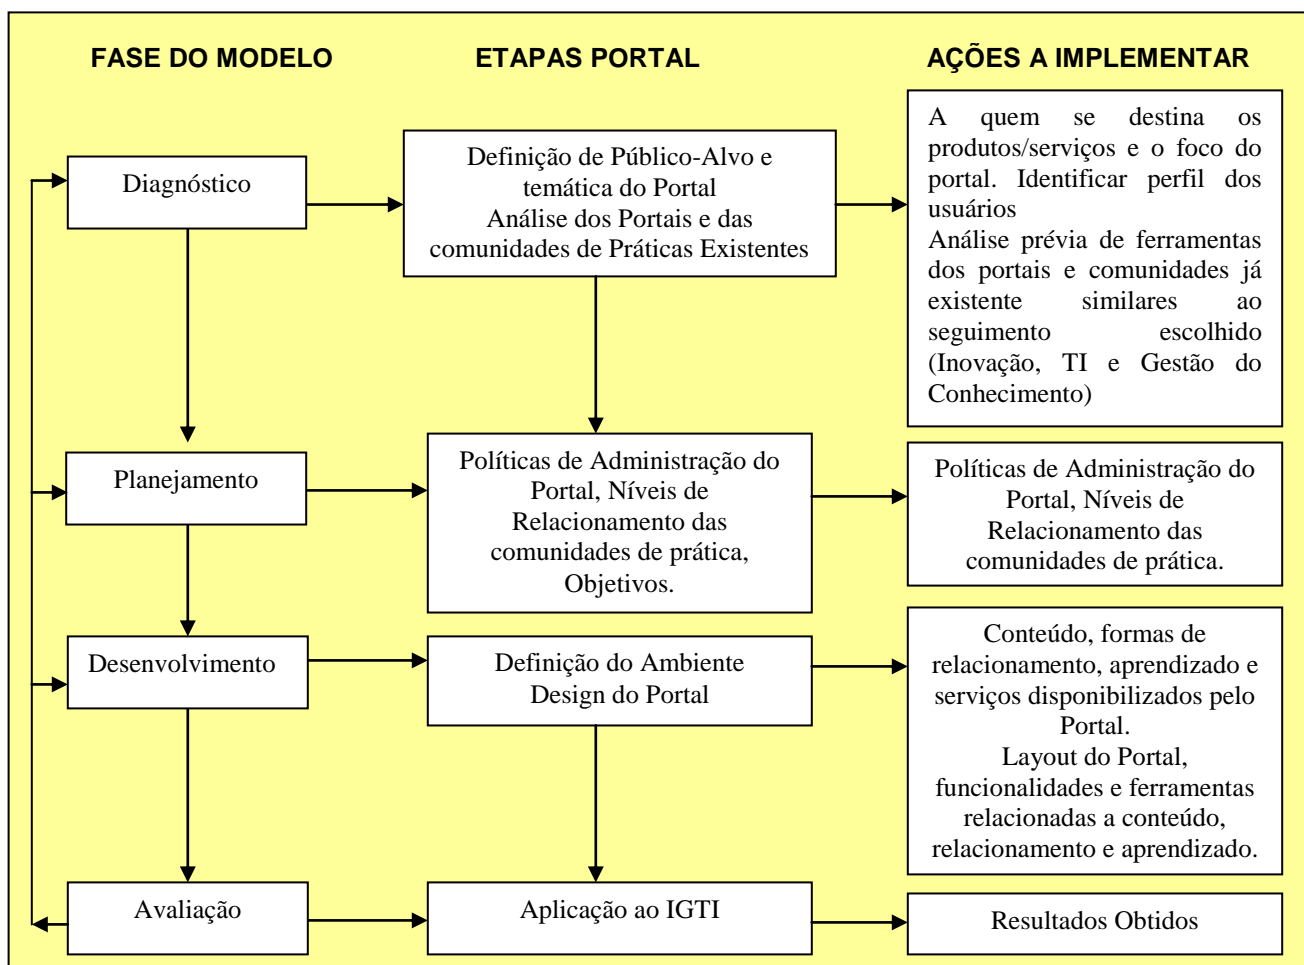 FASE DO MODELO
ETAPAS PORTAL
AÇÕES A IMPLEMENTAR
Diagnóstico
Definição de Público-Alvo e
temática do Portal
Análise dos Portais e das
comunidades de Práticas Existentes
A quem se destina os
produtos/serviços e o foco do
portal. Identificar perfil dos
usuários
Análise prévia de ferramentas
dos portais e comunidades já
existente similares ao
seguimento escolhido
(Inovação, TI e Gestão do
Conhecimento)
Planejamento
Políticas de Administração do
Portal, Níveis de
Relacionamento das
comunidades de prática,
Objetivos.
Políticas de Administração do
Portal, Níveis de
Relacionamento das
comunidades de prática.
Desenvolvimento
Definição do Ambiente
Design do Portal
Conteúdo, formas de
relacionamento, aprendizado e
serviços disponibilizados pelo
Portal.
Layout do Portal,
funcionalidades e ferramentas
relacionadas a conteúdo,
relacionamento e aprendizado.
Avaliação
Aplicação ao IGTI
Resultados Obtidos